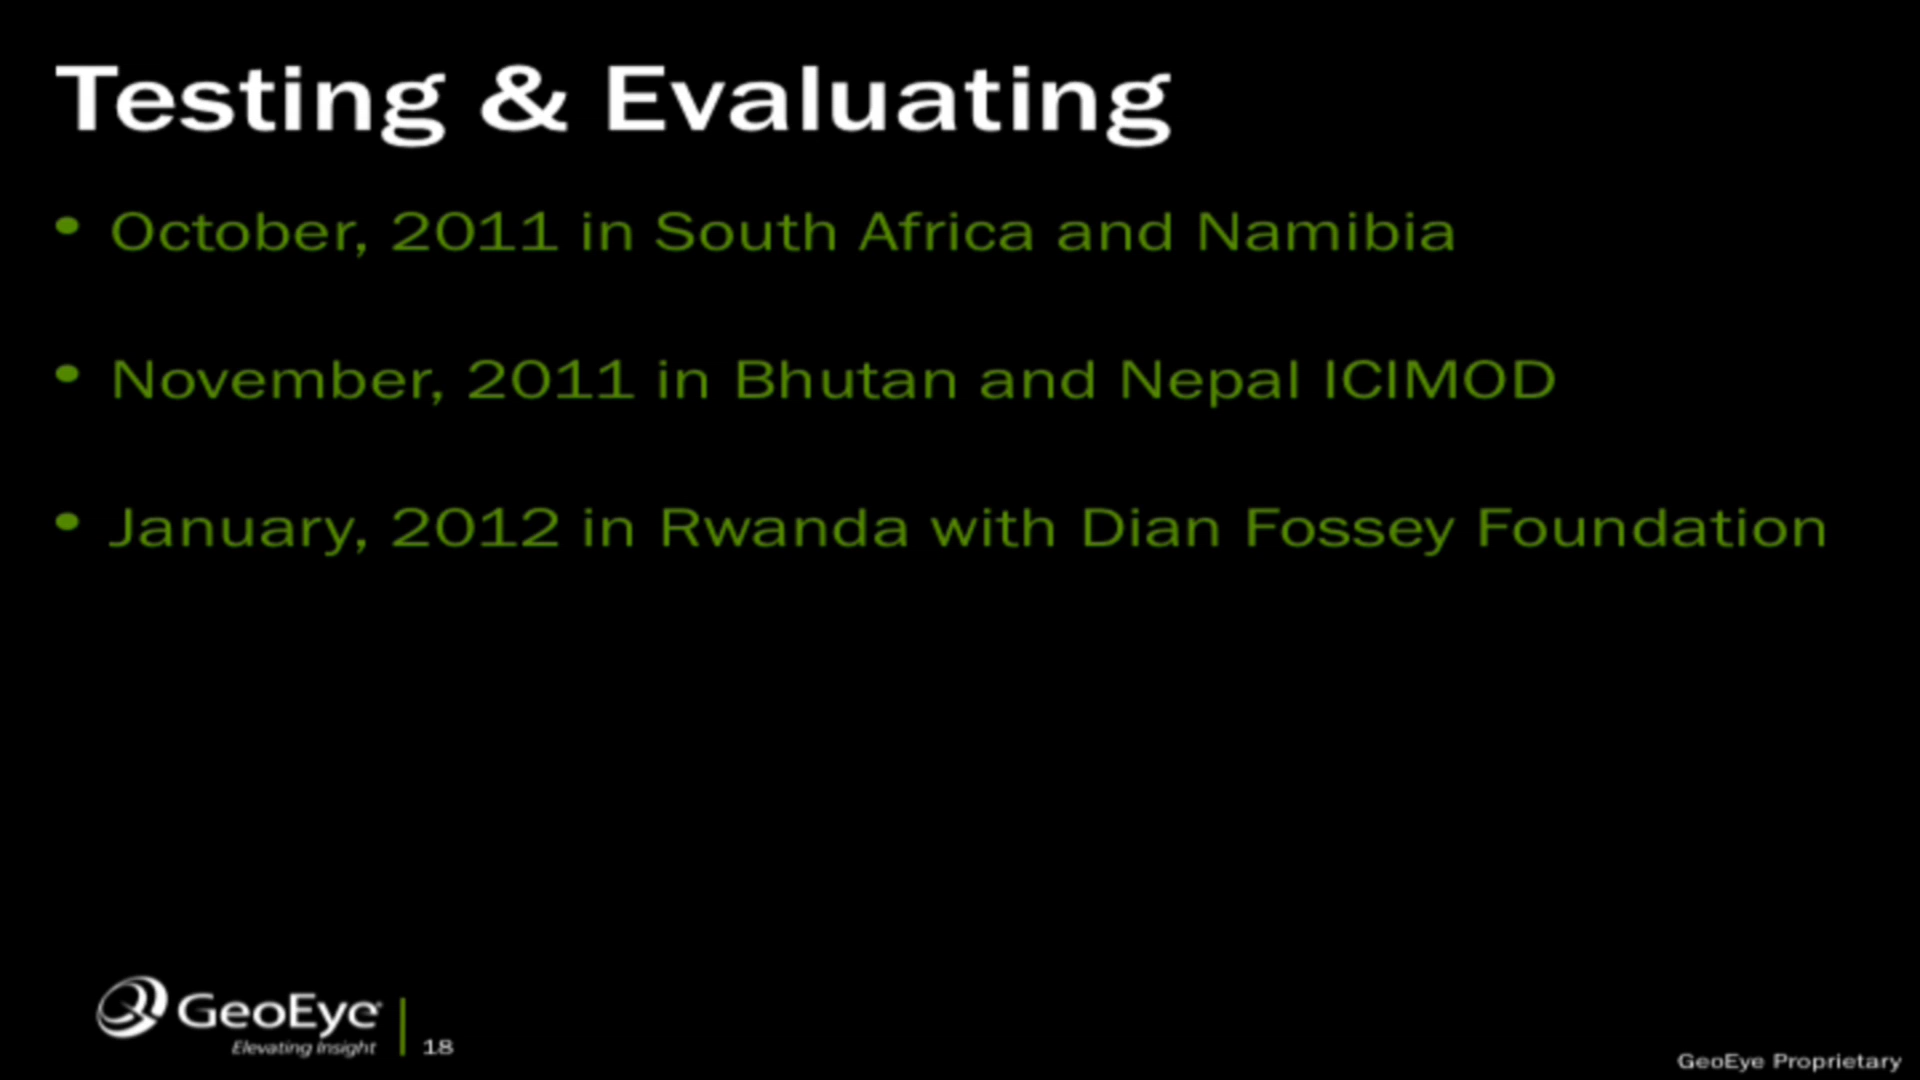 Testing & Evaluating
• October, 2011 in South Africa and Namibia
• November, 2011 in Bhutan and Nepal ICIMOD
• January, 2012 in Rwanda with Dian Fossey Foundation
GeoEye
Elevating Insight
18
GeoEye Proprietary